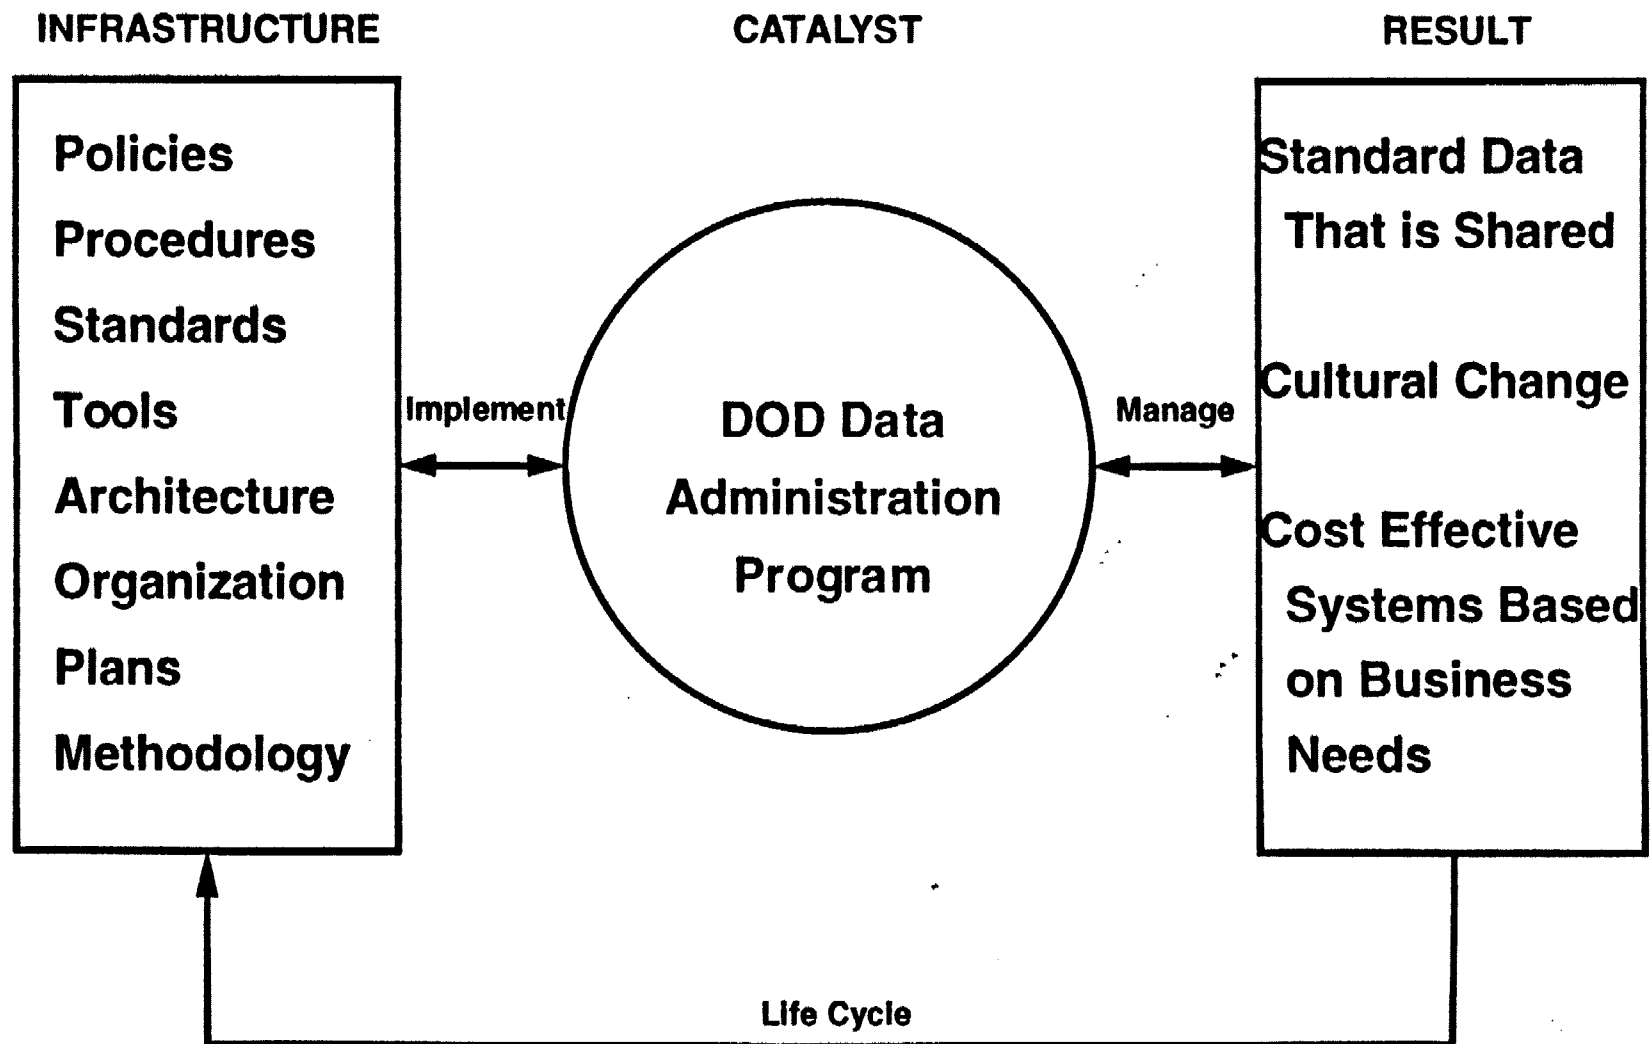 INFRASTRUCTURE
CATALYST
RESULT
Policies
Procedures
Standards
Tools
Architecture
Organization
Plans
Methodology
Implement
DOD Data
Administration
Program
Manage
Standard Data
That is Shared
Cultural Change
Cost Effective
Systems Based
on Business
Needs
Life Cycle